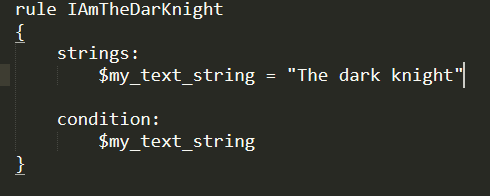 rule IAmTheDarkKnight
{
    strings:
        $my_text_string = "The dark knight"
    condition:
        $my_text_string
}